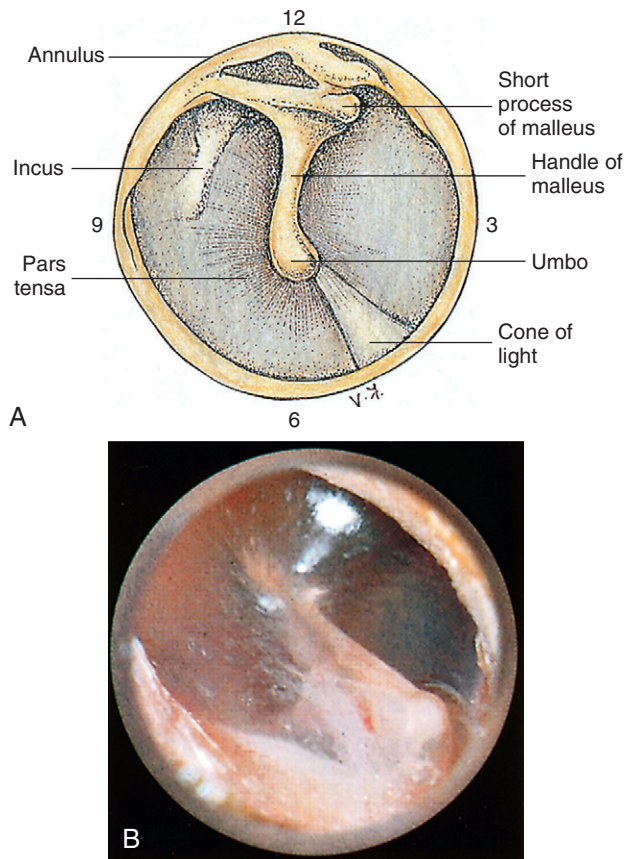 12
Annulus
Short
process
of malleus
Incus
Handle of
malleus
9
3
Pars
tensa
Umbo
Cone of
light
V.K.
A
6
B